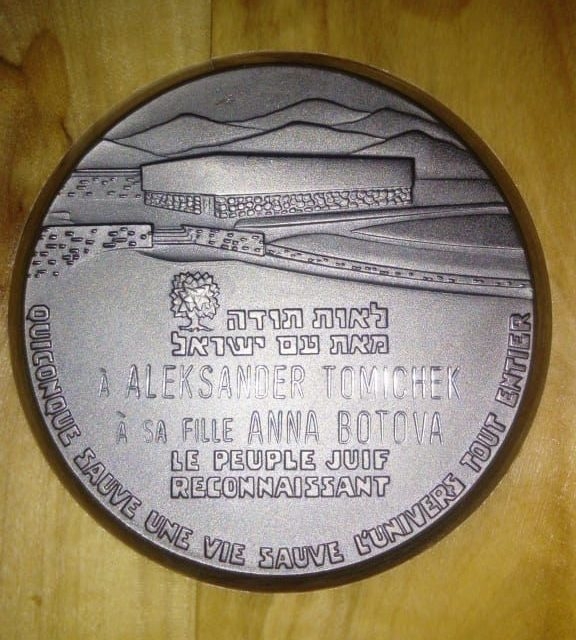 לאות תודה
מאת עם ישראל
À ALEKSANDER TOMICHEK
À SA FILLE ANNA BOTOVA
LE PEUPLE JUIF
RECONNAISSANT
QUICONQUE SAUVE UNE VIE SAUVE L'UNIVERS TOUT ENTIER